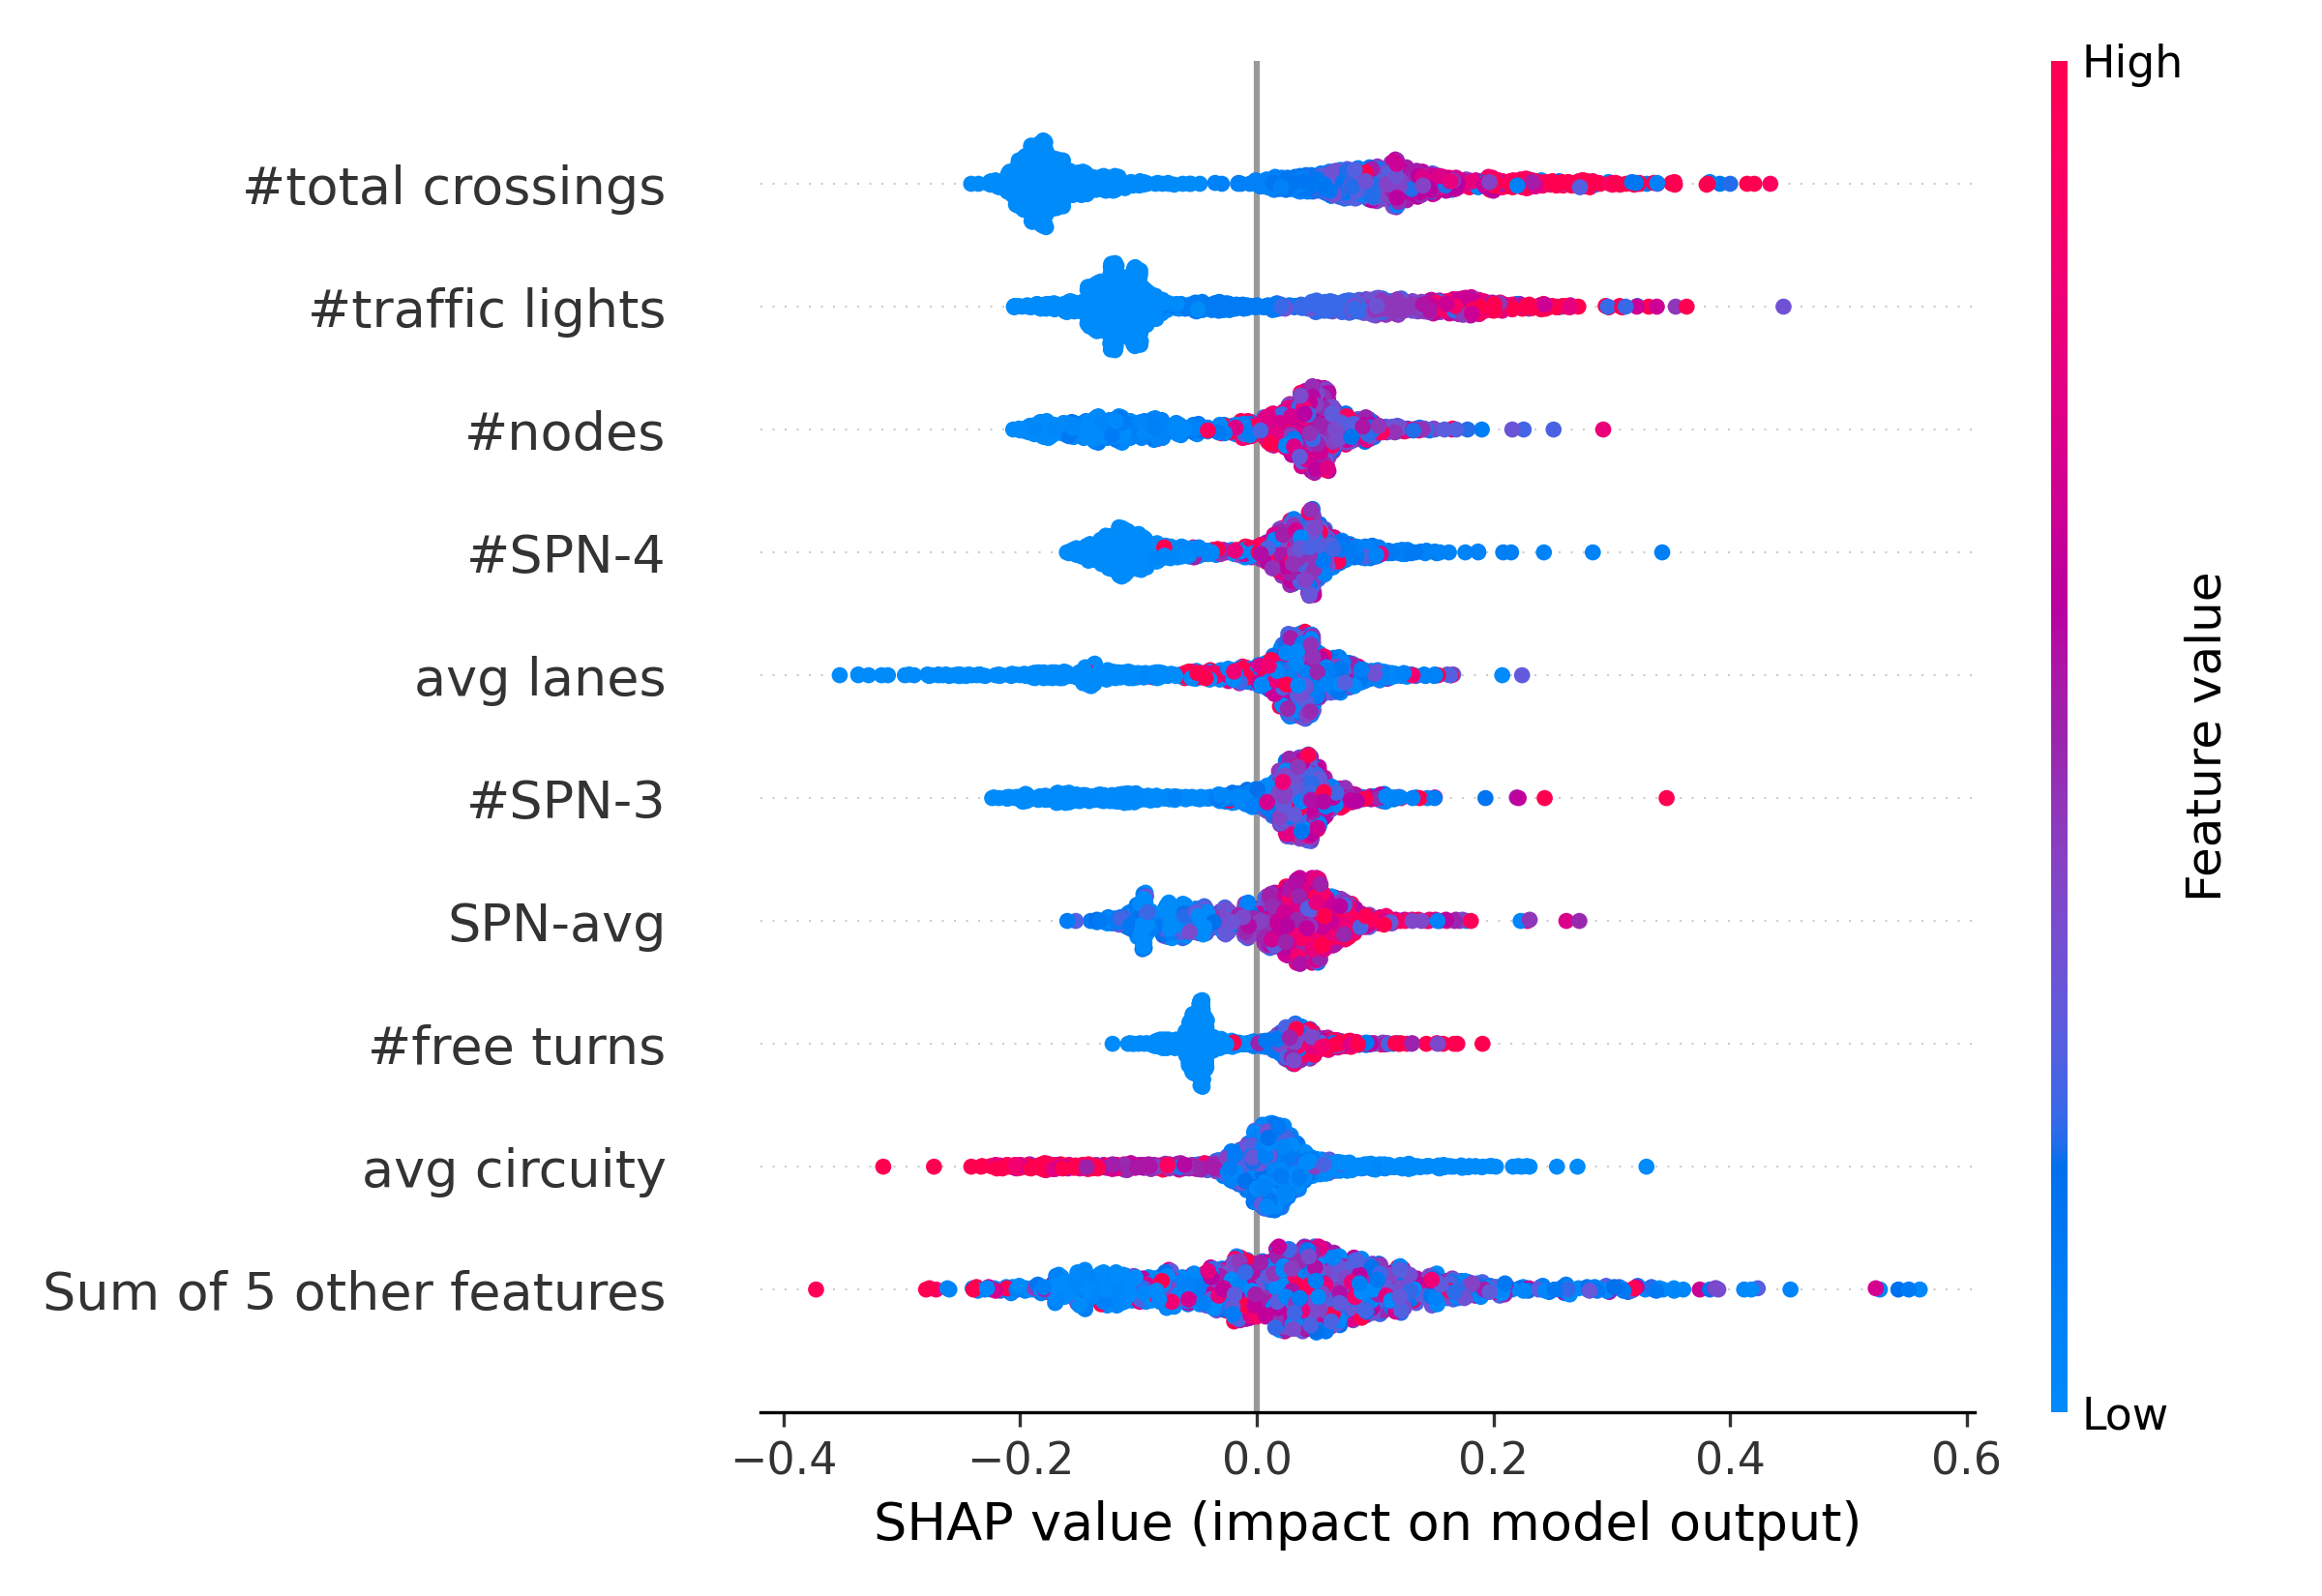 High
#total crossings
#traffic lights
#nodes
#SPN-4
avg lanes
#SPN-3
SPN-avg
#free turns
avg circuity
Sum of 5 other features
Feature value
Low
−0.4 −0.2 0.0 0.2 0.4 0.6
SHAP value (impact on model output)